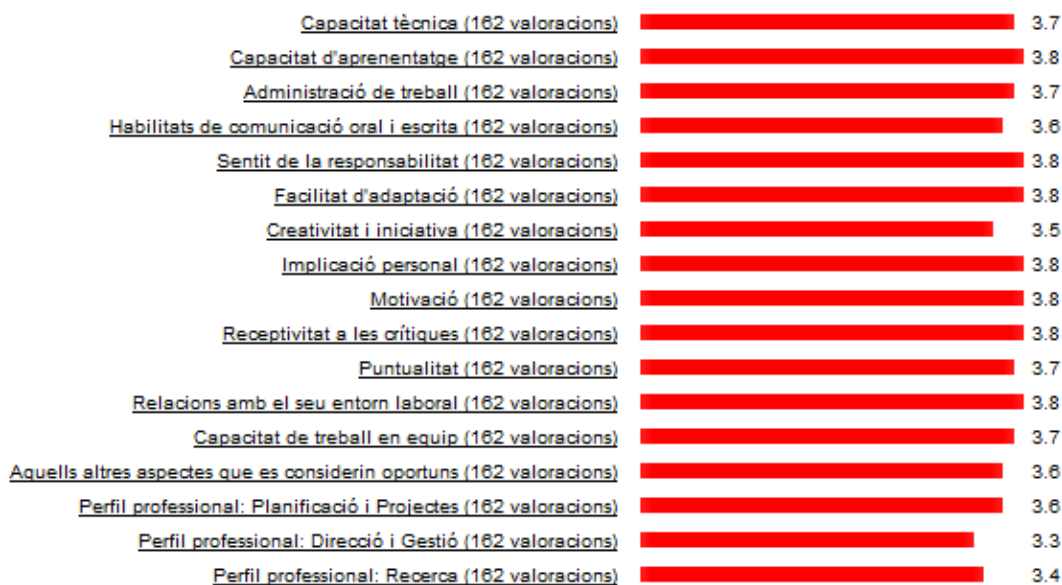 Capacitat tècnica (162 valoracions) 3.7
Capacitat d'aprenentatge (162 valoracions) 3.8
Administració de treball (162 valoracions) 3.7
Habilitats de comunicació oral i escrita (162 valoracions) 3.6
Sentit de la responsabilitat (162 valoracions) 3.8
Facilitat d'adaptació (162 valoracions) 3.8
Creativitat i iniciativa (162 valoracions) 3.5
Implicació personal (162 valoracions) 3.8
Motivació (162 valoracions) 3.8
Receptivitat a les crítiques (162 valoracions) 3.8
Puntualitat (162 valoracions) 3.7
Relacions amb el seu entorn laboral (162 valoracions) 3.8
Capacitat de treball en equip (162 valoracions) 3.7
Aquells altres aspectes que es considerin oportuns (162 valoracions) 3.6
Perfil professional: Planificació i Projectes (162 valoracions) 3.6
Perfil professional: Direcció i Gestió (162 valoracions) 3.3
Perfil professional: Recerca (162 valoracions) 3.4